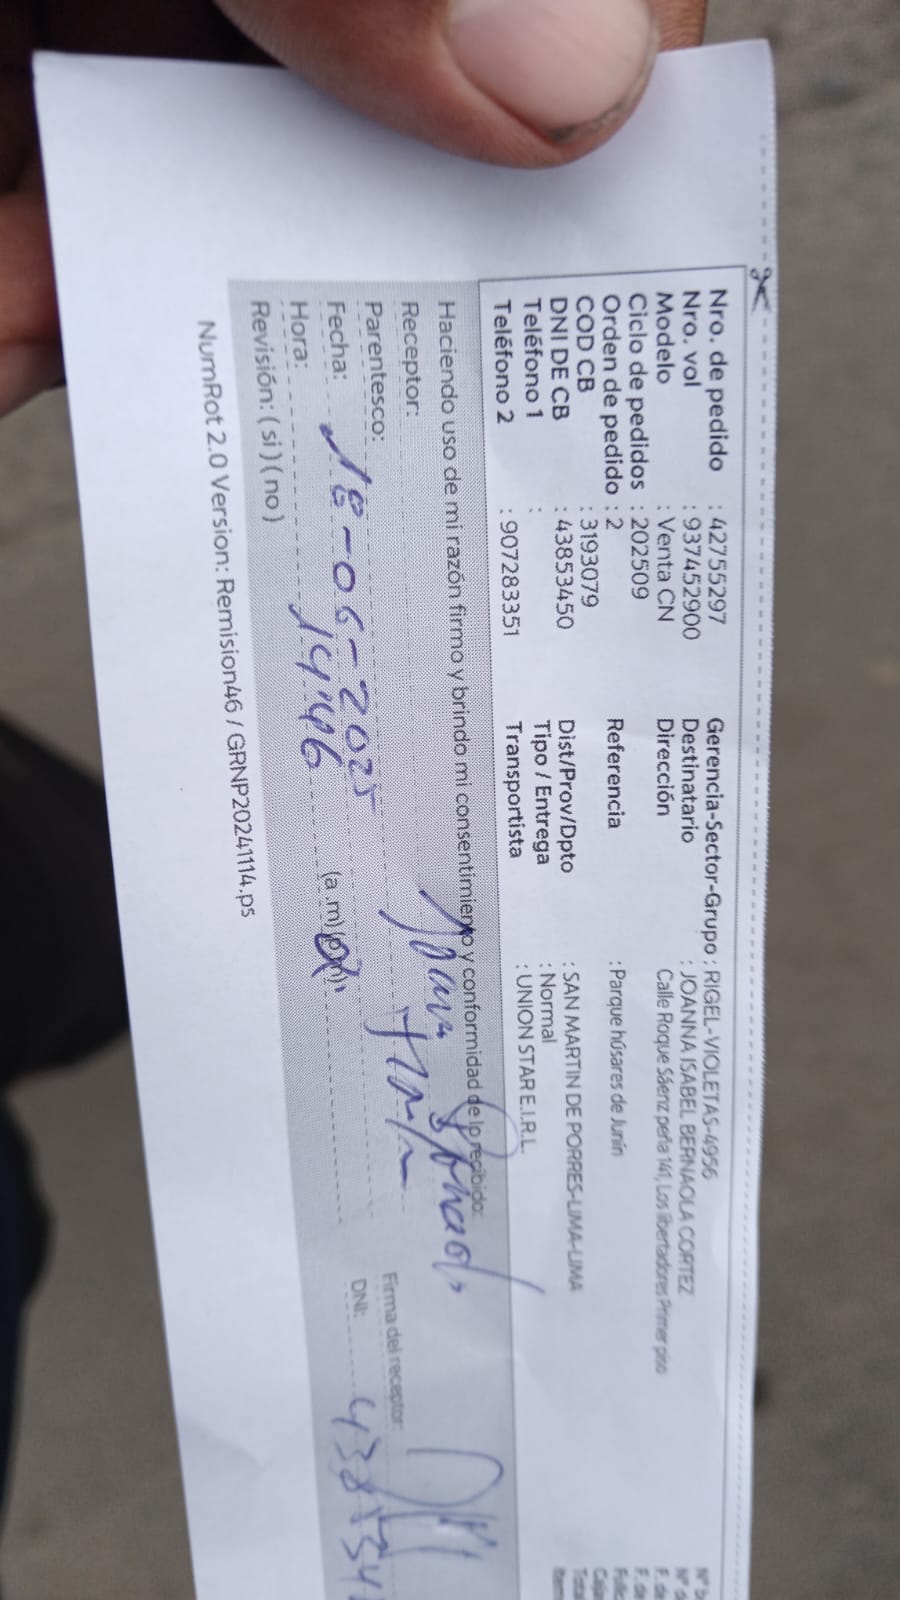 Nro. de pedido : 42755297
Nro. vol : 937452900
Modelo : Venta CN
Ciclo de pedidos : 202509
Orden de pedido : 2
COD CB : 3193079
DNI DE CB : 43853450
Teléfono 1 :
Teléfono 2 : 907283351
Gerencia-Sector-Grupo : RIGEL-VIOLETAS-4956
Destinatario : JOANNA ISABEL BERNAOLA CORTEZ
Dirección Calle Roque Sáenz peña 141, Los libertadores Primer piso
Referencia : Parque húsares de Junín
Dist/Prov/Dpto : SAN MARTIN DE PORRES-LIMA-LIMA
Tipo / Entrega : Normal
Transportista : UNION STAR E.I.R.L.
Haciendo uso de mi razón firmo y brindo mi consentimiento y conformidad de lo recibido:
Receptor:
Parentesco:
Fecha: 18-06-2025
Hora: 14:46 (a .m) (p.m)
Revisión: ( si ) ( no )
Firma del receptor:
DNI:
NumRot 2.0 Version: Remision46 / GRNP20241114.ps